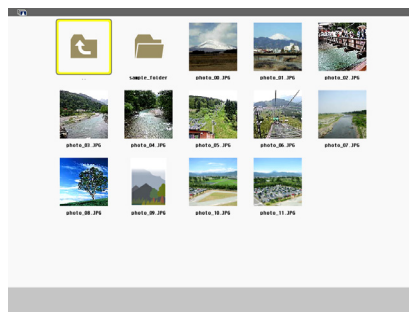 ..
sample_folder
photo_00.JPG
photo_01.JPG
photo_02.JPG
photo_03.JPG
photo_04.JPG
photo_05.JPG
photo_06.JPG
photo_07.JPG
photo_08.JPG
photo_09.JPG
photo_10.JPG
photo_11.JPG